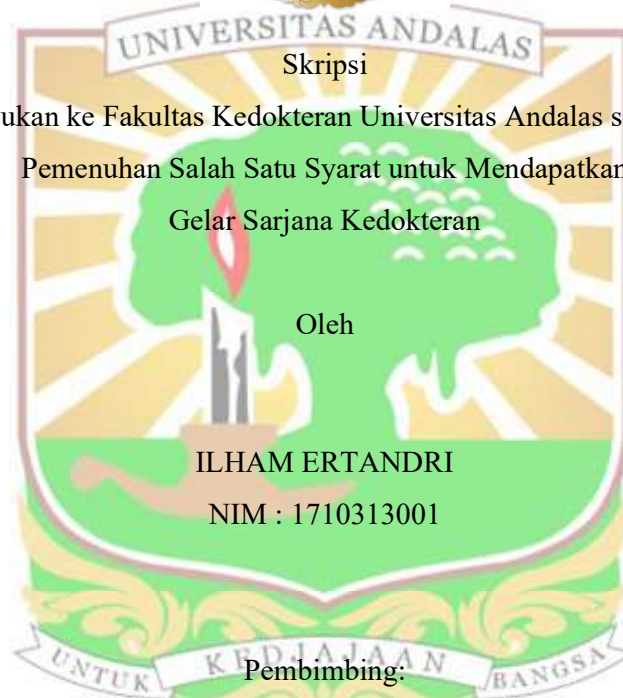 UNIVERSITAS ANDALAS
Skripsi
ukan ke Fakultas Kedokteran Universitas Andalas s
Pemenuhan Salah Satu Syarat untuk Mendapatkan
Gelar Sarjana Kedokteran
Oleh
ILHAM ERTANDRI
NIM : 1710313001
UNTUK KEDJAJAAN BANGSA
Pembimbing: